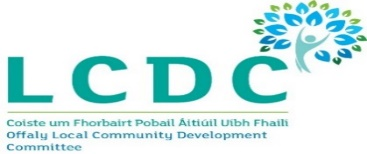 LCDC
Coiste um Fhorbairt Pobail Áitiúil Uíbh Fhailí
Offaly Local Community Development
Committee